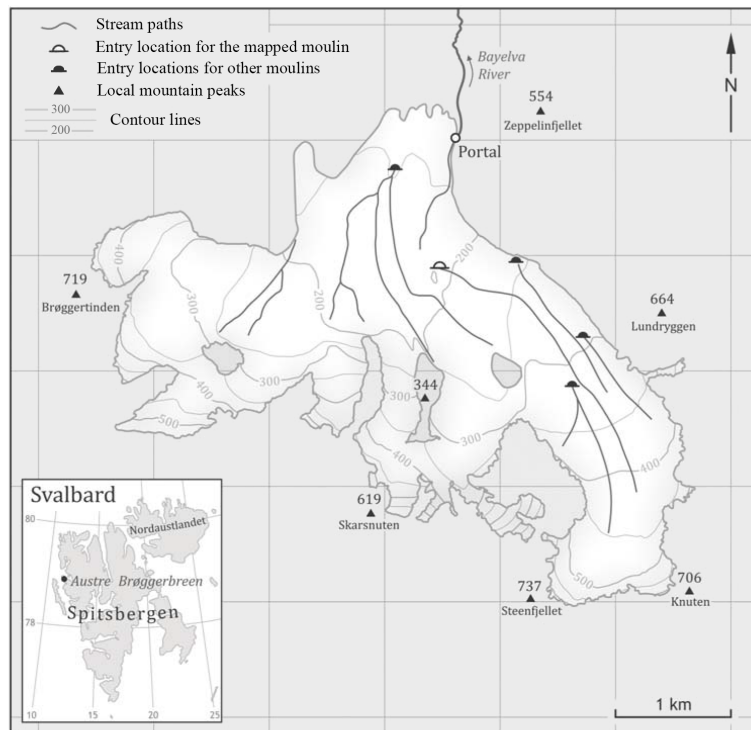 Stream paths
Entry location for the mapped moulin
Entry locations for other moulins
Local mountain peaks
300
200
Contour lines
Bayelva
River
N
554
Zeppelinfjellet
Portal
400
719
Brøggertinden
300
200
200
664
Lundryggen
344
300
300
300
400
500
400
400
619
Skarsnuten
500
737
Steenfjellet
706
Knuten
1 km
Svalbard
80
Nordaustlandet
Austre Brøggerbreen
Spitsbergen
78
10
15
20
25